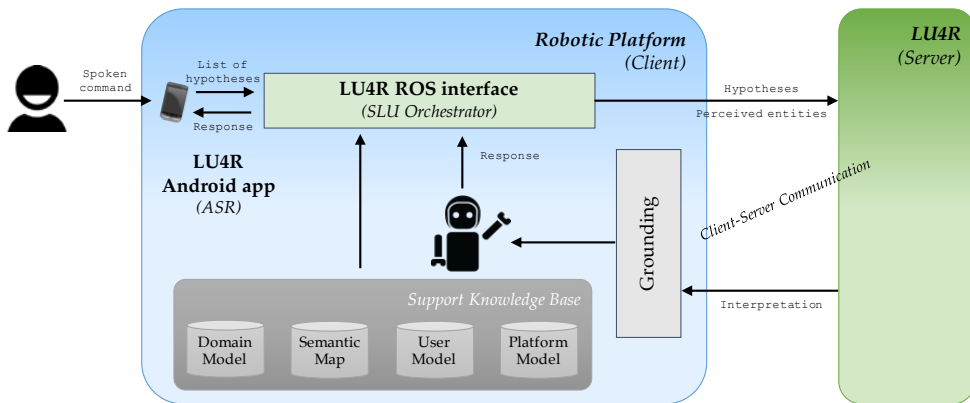 Robotic Platform
(Client)
LU4R
(Server)
Spoken
command
List of
hypotheses
Response
LU4R ROS interface
(SLU Orchestrator)
Hypotheses
Perceived entities
LU4R
Android app
(ASR)
Response
Grounding
Client-Server Communication
Interpretation
Support Knowledge Base
Domain
Model
Semantic
Map
User
Model
Platform
Model